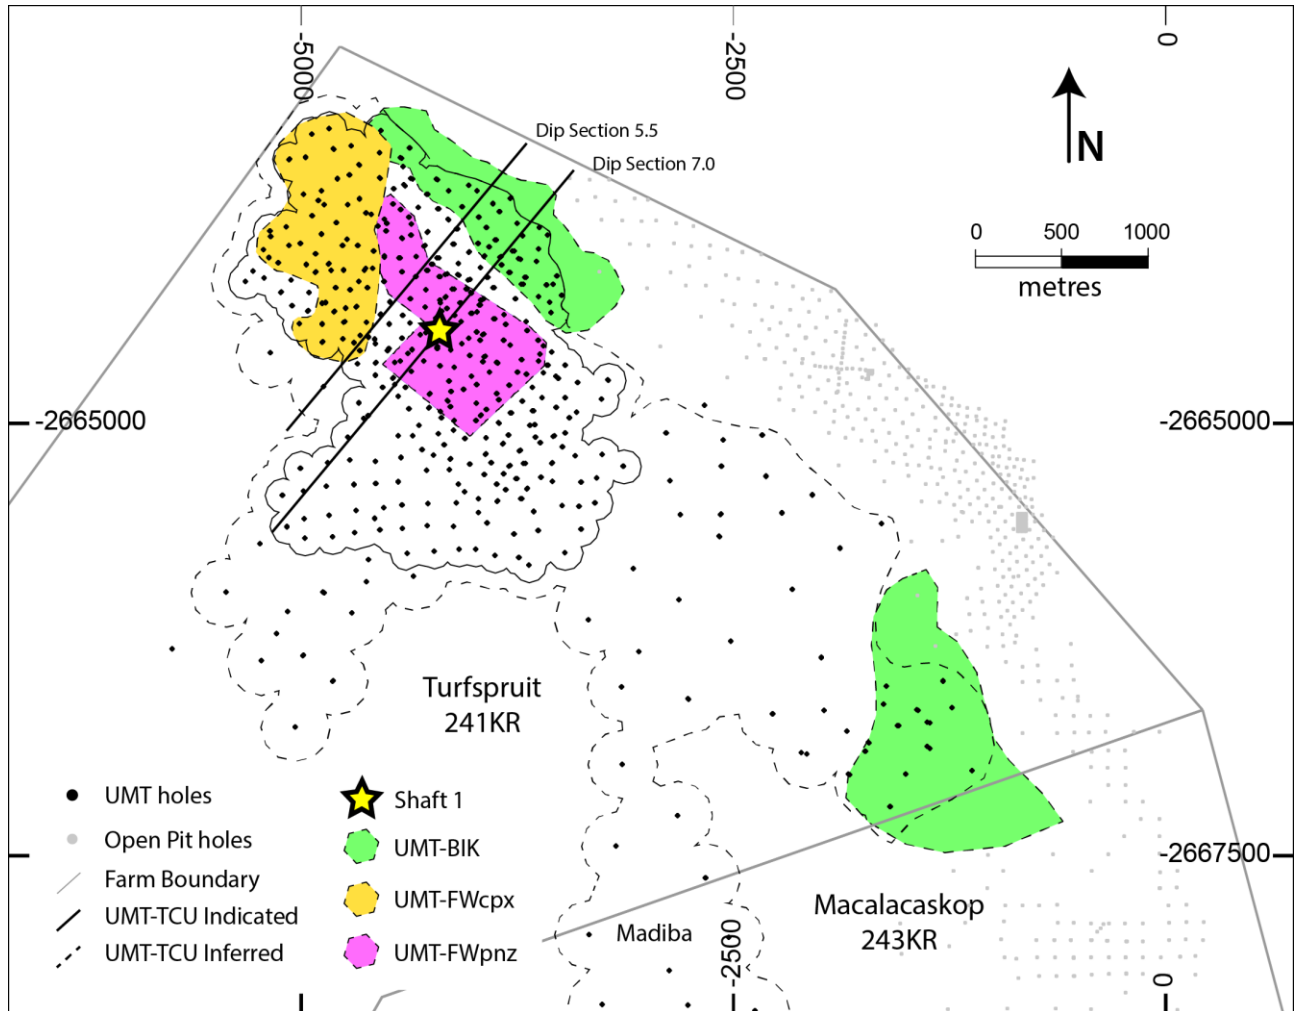 -5000
-2500
0
Dip Section 5.5
Dip Section 7.0
N
0 500 1000
metres
-2665000
-2665000
Turfspruit
241KR
UMT holes
Open Pit holes
Farm Boundary
UMT-TCU Indicated
UMT-TCU Inferred
Shaft 1
UMT-BIK
UMT-FWcpx
UMT-FWpnz
-2667500
Macalacaskop
243KR
Madiba
-2500
0